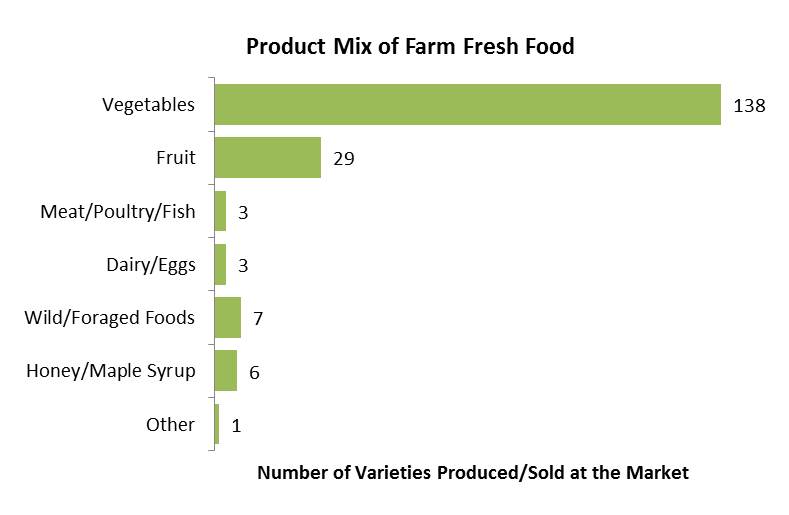 Product Mix of Farm Fresh Food
Vegetables 138
Fruit 29
Meat/Poultry/Fish 3
Dairy/Eggs 3
Wild/Foraged Foods 7
Honey/Maple Syrup 6
Other 1
Number of Varieties Produced/Sold at the Market